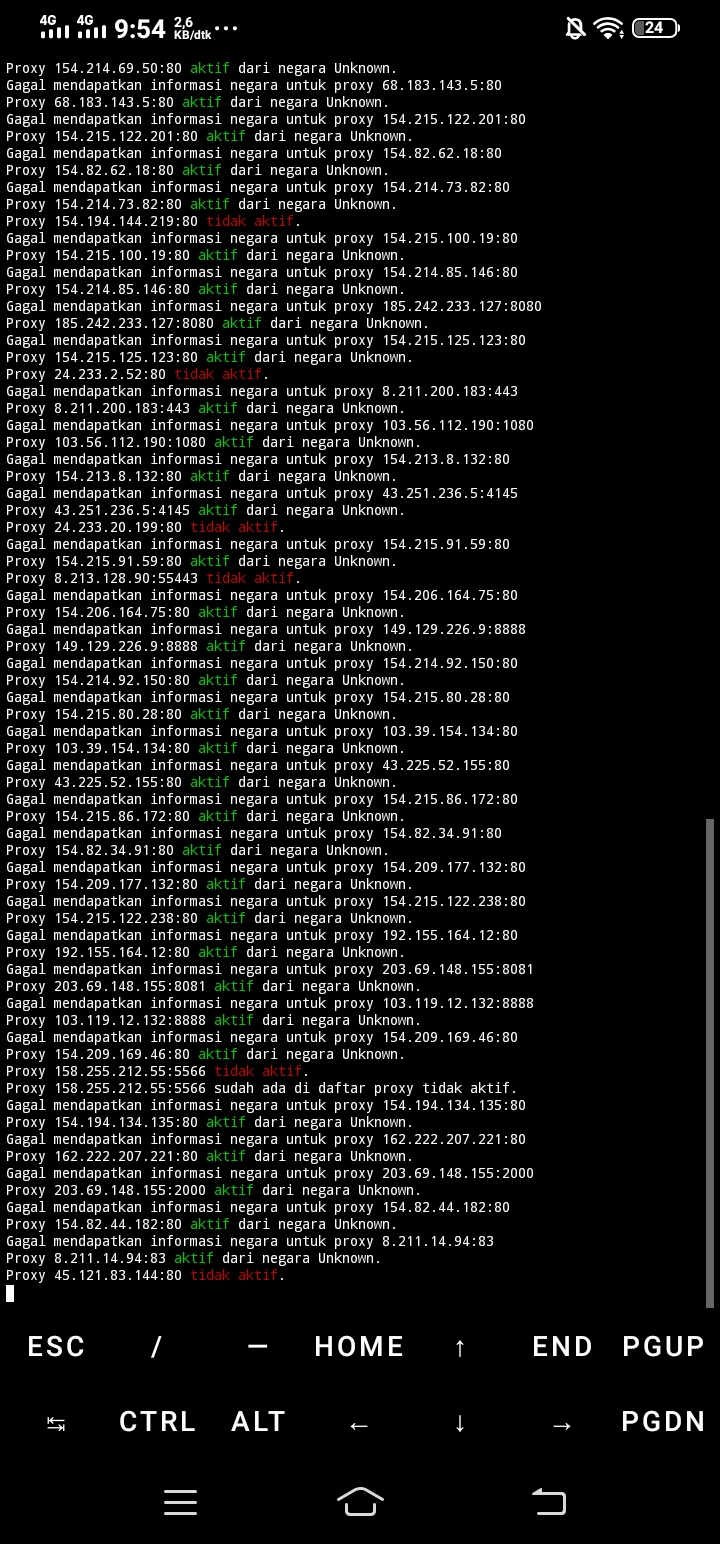 4G 4G 9:54 2,6 KB/dtk ... 24
Proxy 154.214.69.50:80 aktif dari negara Unknown.
Gagal mendapatkan informasi negara untuk proxy 68.183.143.5:80
Proxy 68.183.143.5:80 aktif dari negara Unknown.
Gagal mendapatkan informasi negara untuk proxy 154.215.122.201:80
Proxy 154.215.122.201:80 aktif dari negara Unknown.
Gagal mendapatkan informasi negara untuk proxy 154.82.62.18:80
Proxy 154.82.62.18:80 aktif dari negara Unknown.
Gagal mendapatkan informasi negara untuk proxy 154.214.73.82:80
Proxy 154.214.73.82:80 aktif dari negara Unknown.
Proxy 154.194.144.219:80 tidak aktif.
Gagal mendapatkan informasi negara untuk proxy 154.215.100.19:80
Proxy 154.215.100.19:80 aktif dari negara Unknown.
Gagal mendapatkan informasi negara untuk proxy 154.214.85.146:80
Proxy 154.214.85.146:80 aktif dari negara Unknown.
Gagal mendapatkan informasi negara untuk proxy 185.242.233.127:8080
Proxy 185.242.233.127:8080 aktif dari negara Unknown.
Gagal mendapatkan informasi negara untuk proxy 154.215.125.123:80
Proxy 154.215.125.123:80 aktif dari negara Unknown.
Proxy 24.233.2.52:80 tidak aktif.
Gagal mendapatkan informasi negara untuk proxy 8.211.200.183:443
Proxy 8.211.200.183:443 aktif dari negara Unknown.
Gagal mendapatkan informasi negara untuk proxy 103.56.112.190:1080
Proxy 103.56.112.190:1080 aktif dari negara Unknown.
Gagal mendapatkan informasi negara untuk proxy 154.213.8.132:80
Proxy 154.213.8.132:80 aktif dari negara Unknown.
Gagal mendapatkan informasi negara untuk proxy 43.251.236.5:4145
Proxy 43.251.236.5:4145 aktif dari negara Unknown.
Proxy 24.233.20.199:80 tidak aktif.
Gagal mendapatkan informasi negara untuk proxy 154.215.91.59:80
Proxy 154.215.91.59:80 aktif dari negara Unknown.
Proxy 8.213.128.90:55443 tidak aktif.
Gagal mendapatkan informasi negara untuk proxy 154.206.164.75:80
Proxy 154.206.164.75:80 aktif dari negara Unknown.
Gagal mendapatkan informasi negara untuk proxy 149.129.226.9:8888
Proxy 149.129.226.9:8888 aktif dari negara Unknown.
Gagal mendapatkan informasi negara untuk proxy 154.214.92.150:80
Proxy 154.214.92.150:80 aktif dari negara Unknown.
Gagal mendapatkan informasi negara untuk proxy 154.215.80.28:80
Proxy 154.215.80.28:80 aktif dari negara Unknown.
Gagal mendapatkan informasi negara untuk proxy 103.39.154.134:80
Proxy 103.39.154.134:80 aktif dari negara Unknown.
Gagal mendapatkan informasi negara untuk proxy 43.225.52.155:80
Proxy 43.225.52.155:80 aktif dari negara Unknown.
Gagal mendapatkan informasi negara untuk proxy 154.215.86.172:80
Proxy 154.215.86.172:80 aktif dari negara Unknown.
Gagal mendapatkan informasi negara untuk proxy 154.82.34.91:80
Proxy 154.82.34.91:80 aktif dari negara Unknown.
Gagal mendapatkan informasi negara untuk proxy 154.209.177.132:80
Proxy 154.209.177.132:80 aktif dari negara Unknown.
Gagal mendapatkan informasi negara untuk proxy 154.215.122.238:80
Proxy 154.215.122.238:80 aktif dari negara Unknown.
Gagal mendapatkan informasi negara untuk proxy 192.155.164.12:80
Proxy 192.155.164.12:80 aktif dari negara Unknown.
Gagal mendapatkan informasi negara untuk proxy 203.69.148.155:8081
Proxy 203.69.148.155:8081 aktif dari negara Unknown.
Gagal mendapatkan informasi negara untuk proxy 103.119.12.132:8888
Proxy 103.119.12.132:8888 aktif dari negara Unknown.
Gagal mendapatkan informasi negara untuk proxy 154.209.169.46:80
Proxy 154.209.169.46:80 aktif dari negara Unknown.
Proxy 158.255.212.55:5566 tidak aktif.
Proxy 158.255.212.55:5566 sudah ada di daftar proxy tidak aktif.
Gagal mendapatkan informasi negara untuk proxy 154.194.134.135:80
Proxy 154.194.134.135:80 aktif dari negara Unknown.
Gagal mendapatkan informasi negara untuk proxy 162.222.207.221:80
Proxy 162.222.207.221:80 aktif dari negara Unknown.
Gagal mendapatkan informasi negara untuk proxy 203.69.148.155:2000
Proxy 203.69.148.155:2000 aktif dari negara Unknown.
Gagal mendapatkan informasi negara untuk proxy 154.82.44.182:80
Proxy 154.82.44.182:80 aktif dari negara Unknown.
Gagal mendapatkan informasi negara untuk proxy 8.211.14.94:83
Proxy 8.211.14.94:83 aktif dari negara Unknown.
Proxy 45.121.83.144:80 tidak aktif.
ESC / — HOME ↑ END PGUP
↹ CTRL ALT ← ↓ → PGDN